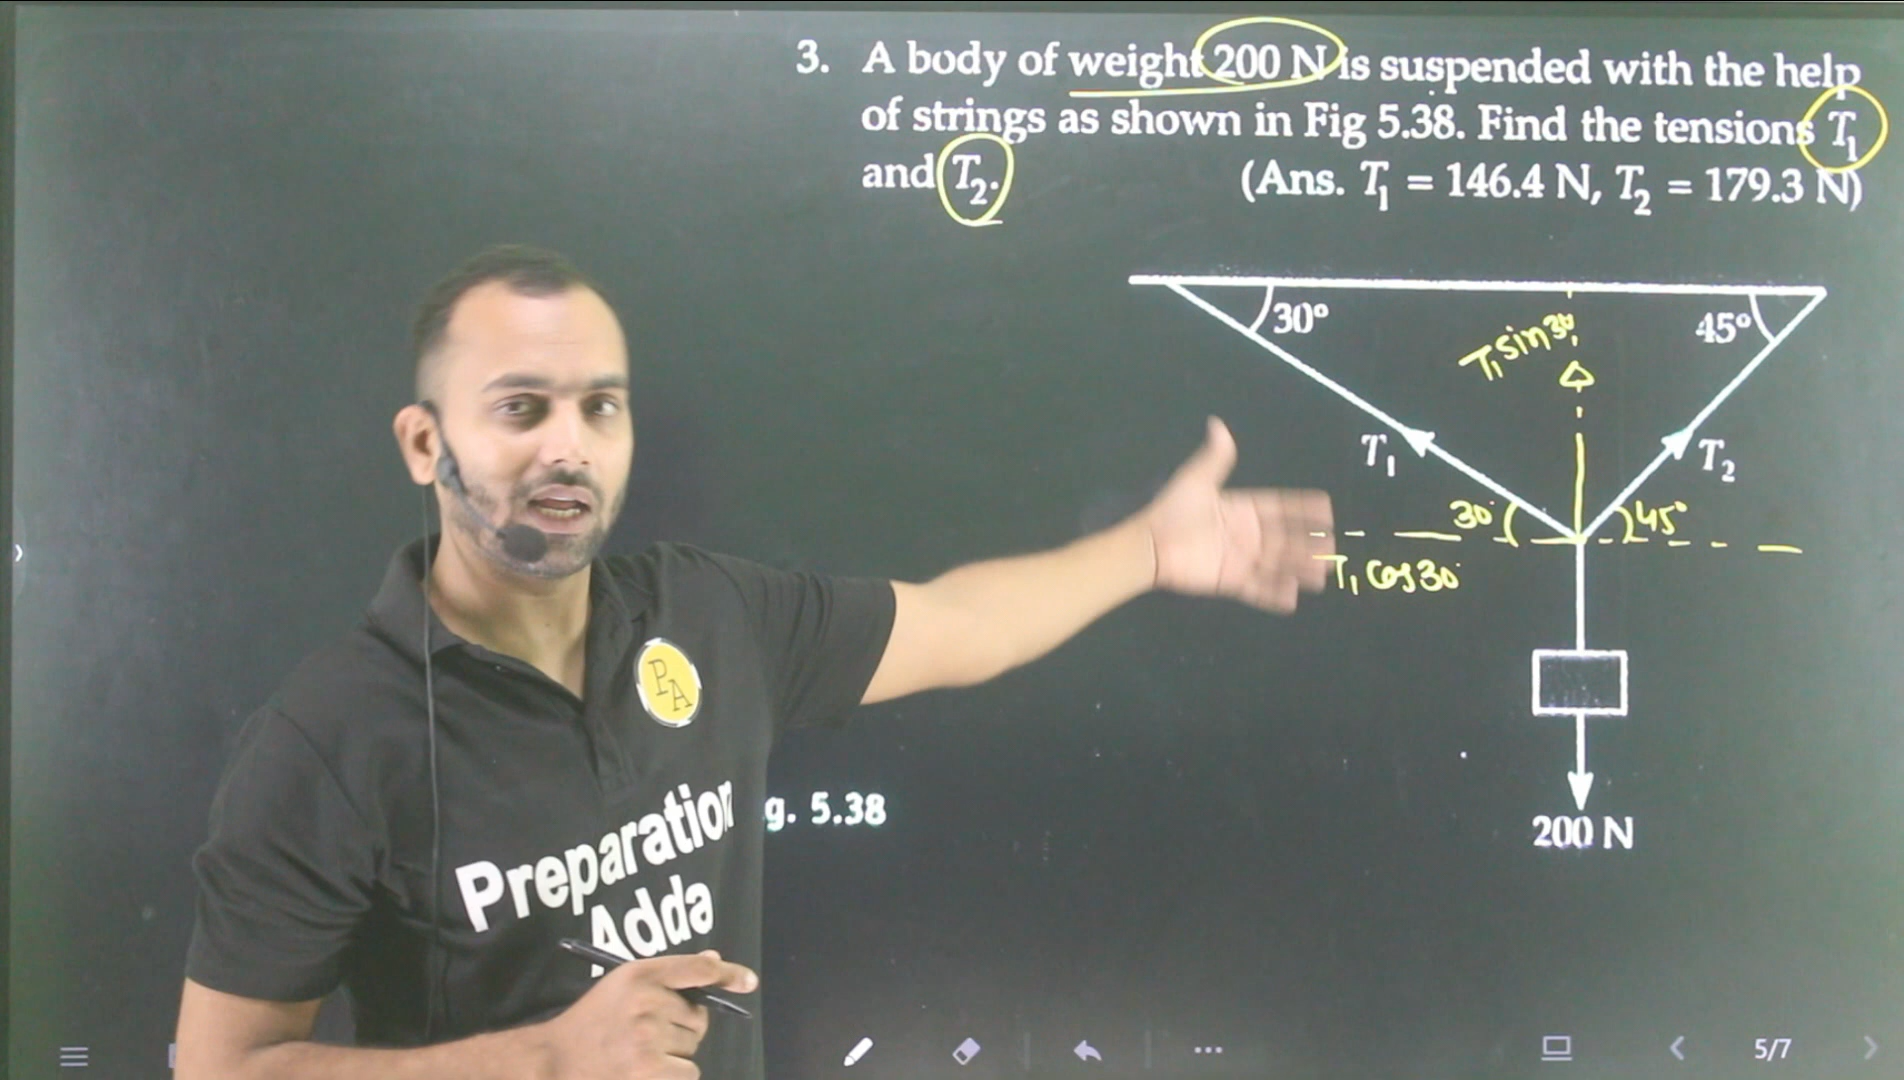 3. A body of weight 200 N is suspended with the help
of strings as shown in Fig 5.38. Find the tensions T₁
and T₂. (Ans. T₁ = 146.4 N, T₂ = 179.3 N)
30° 45°
T₁ sin30°
T₁ T₂
30° 45°
T₁ cos30°
PA
200 N
g. 5.38
Preparation
Adda
5/7